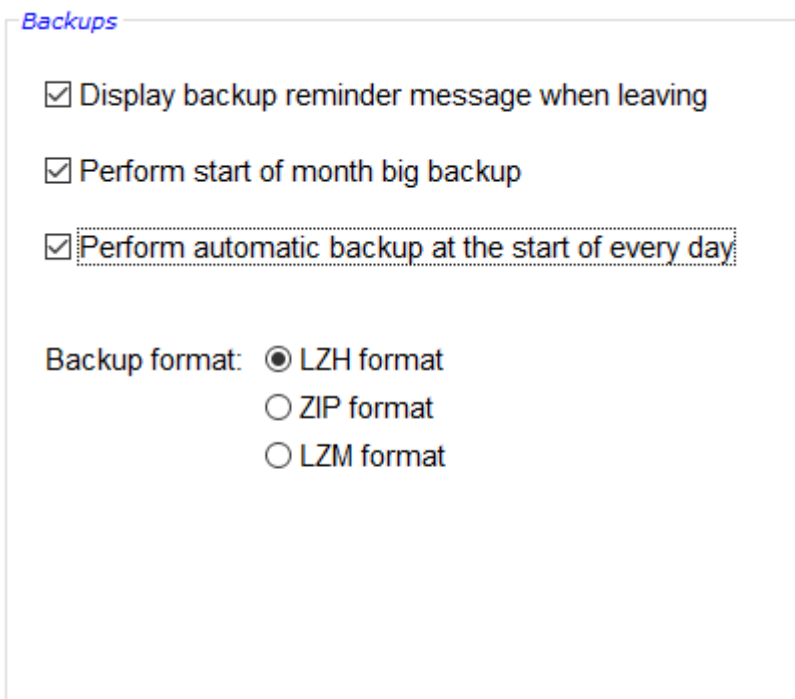 Backups
Display backup reminder message when leaving
Perform start of month big backup
Perform automatic backup at the start of every day
Backup format: LZH format
ZIP format
LZM format